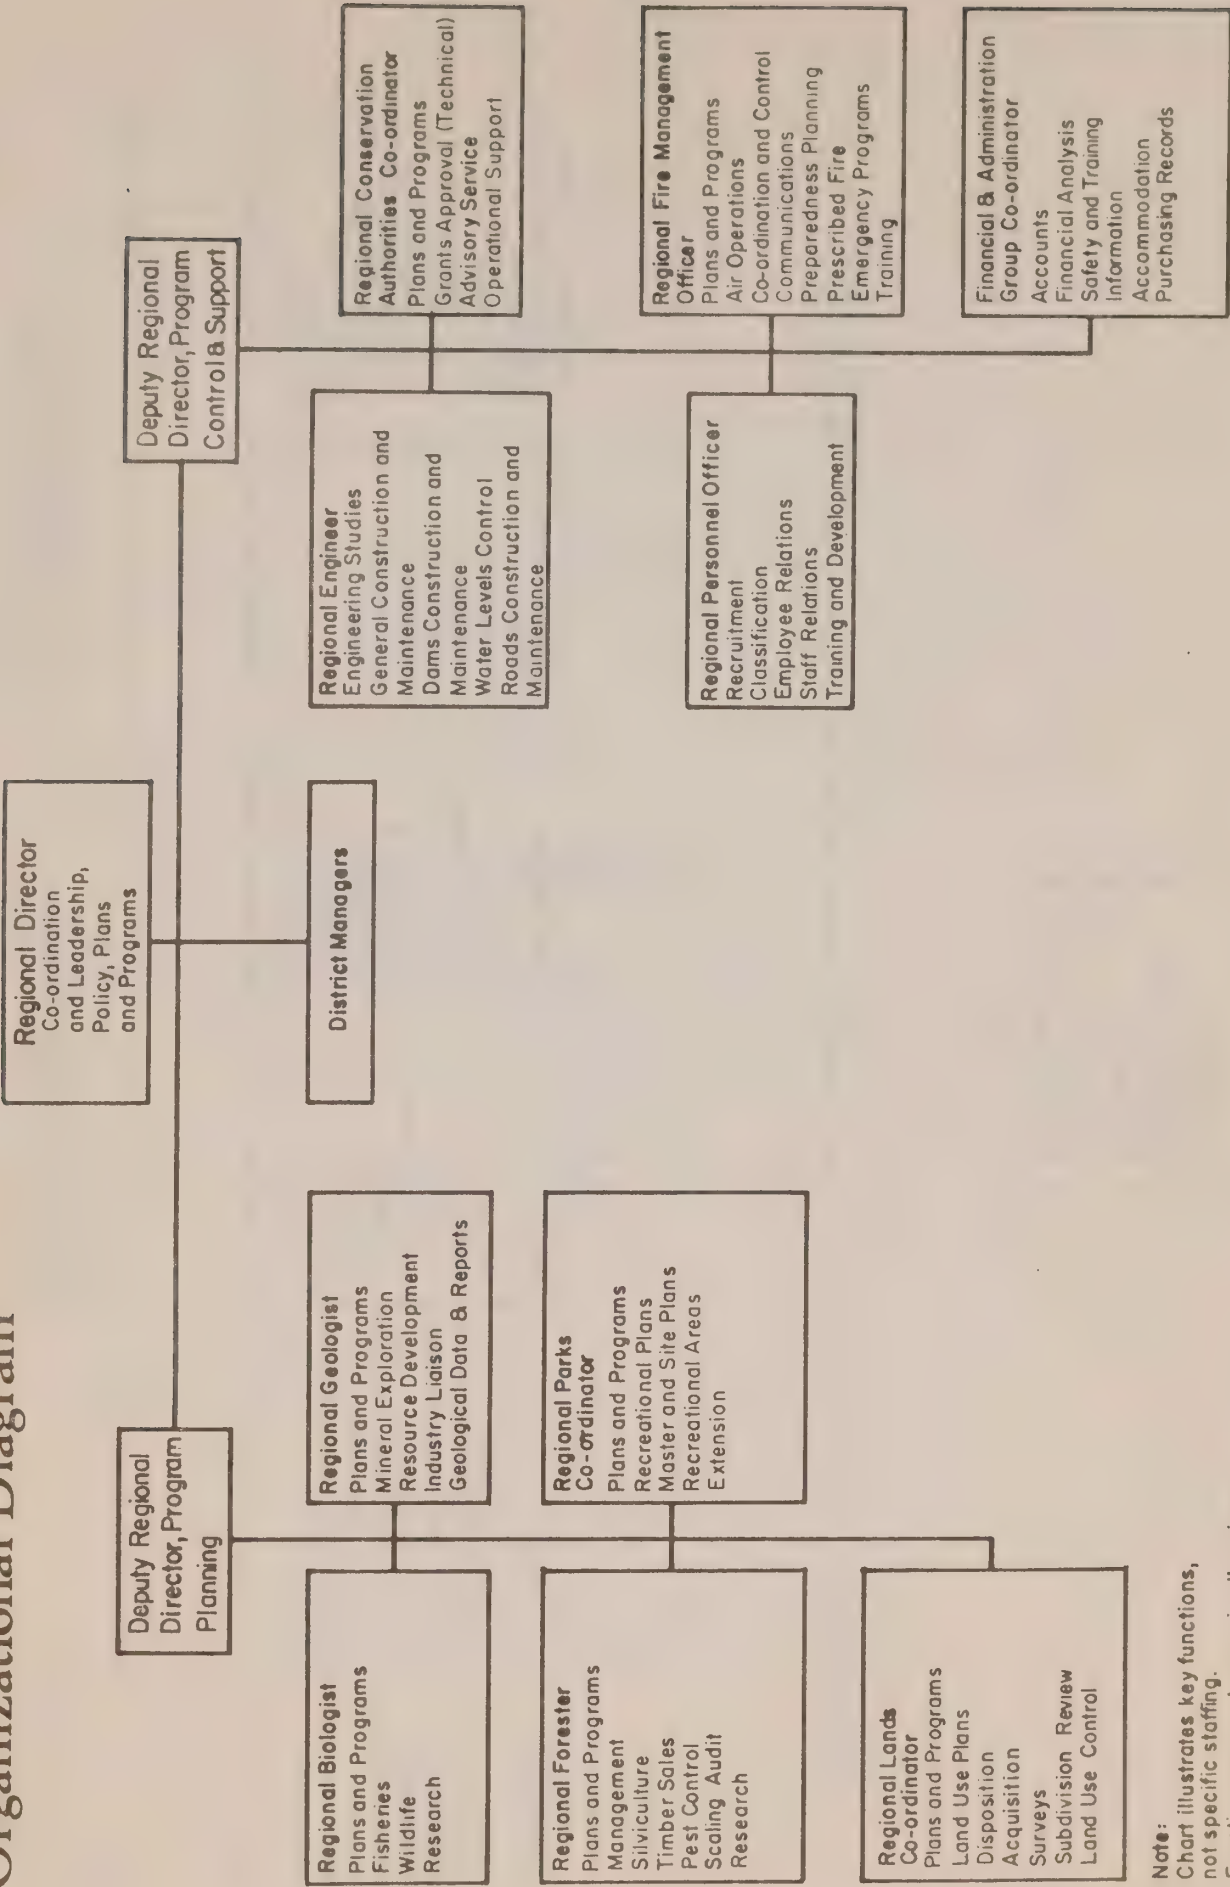 Organizational Diagram
Regional Director
Co-ordination
and Leadership,
Policy, Plans
and Programs
Deputy Regional
Director, Program
Planning
Deputy Regional
Director, Program
Control & Support
District Managers
Regional Biologist
Plans and Programs
Fisheries
Wildlife
Research
Regional Geologist
Plans and Programs
Mineral Exploration
Resource Development
Industry Liaison
Geological Data & Reports
Regional Forester
Plans and Programs
Management
Silviculture
Timber Sales
Pest Control
Scaling Audit
Research
Regional Parks
Co-ordinator
Plans and Programs
Recreational Plans
Master and Site Plans
Recreational Areas
Extension
Regional Lands
Co-ordinator
Plans and Programs
Land Use Plans
Disposition
Acquisition
Surveys
Subdivision Review
Land Use Control
Regional Engineer
Engineering Studies
General Construction and
Maintenance
Dams Construction and
Maintenance
Water Levels Control
Roads Construction and
Maintenance
Regional Conservation
Authorities Co-ordinator
Plans and Programs
Grants Approval (Technical)
Advisory Service
Operational Support
Regional Personnel Officer
Recruitment
Classification
Employee Relations
Staff Relations
Training and Development
Regional Fire Management
Officer
Plans and Programs
Air Operations
Co-ordination and Control
Communications
Preparedness Planning
Prescribed Fire
Emergency Programs
Training
Financial & Administration
Group Co-ordinator
Accounts
Financial Analysis
Safety and Training
Information
Accommodation
Purchasing Records
Note:
Chart illustrates key functions,
not specific staffing.